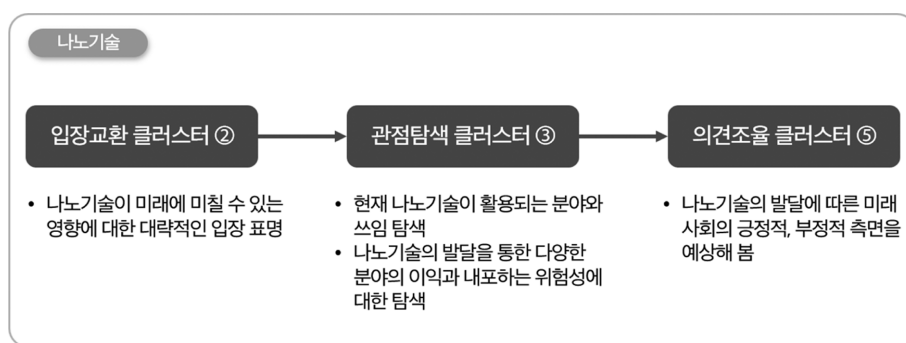 나노기술
입장교환 클러스터 ②
관점탐색 클러스터 ③
의견조율 클러스터 ⑤
• 나노기술이 미래에 미칠 수 있는
영향에 대한 대략적인 입장 표명
• 현재 나노기술이 활용되는 분야와
쓰임 탐색
• 나노기술의 발달을 통한 다양한
분야의 이익과 내포하는 위험성에
대한 탐색
• 나노기술의 발달에 따른 미래
사회의 긍정적, 부정적 측면을
예상해 봄